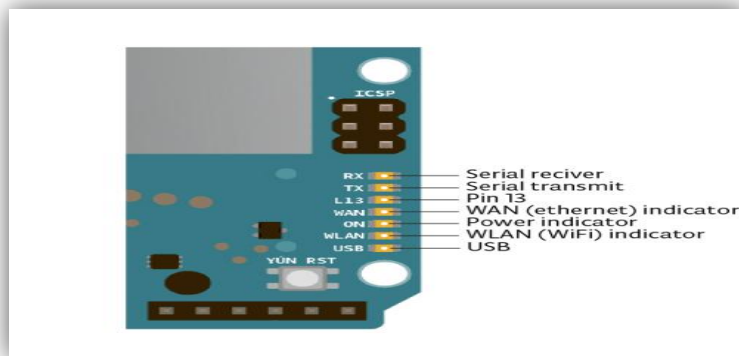 ICSP
RX Serial reciver
TX Serial transmit
L13 Pin 13
WAN WAN (ethernet) indicator
ON Power indicator
WLAN WLAN (WiFi) indicator
USB USB
YÚN RST